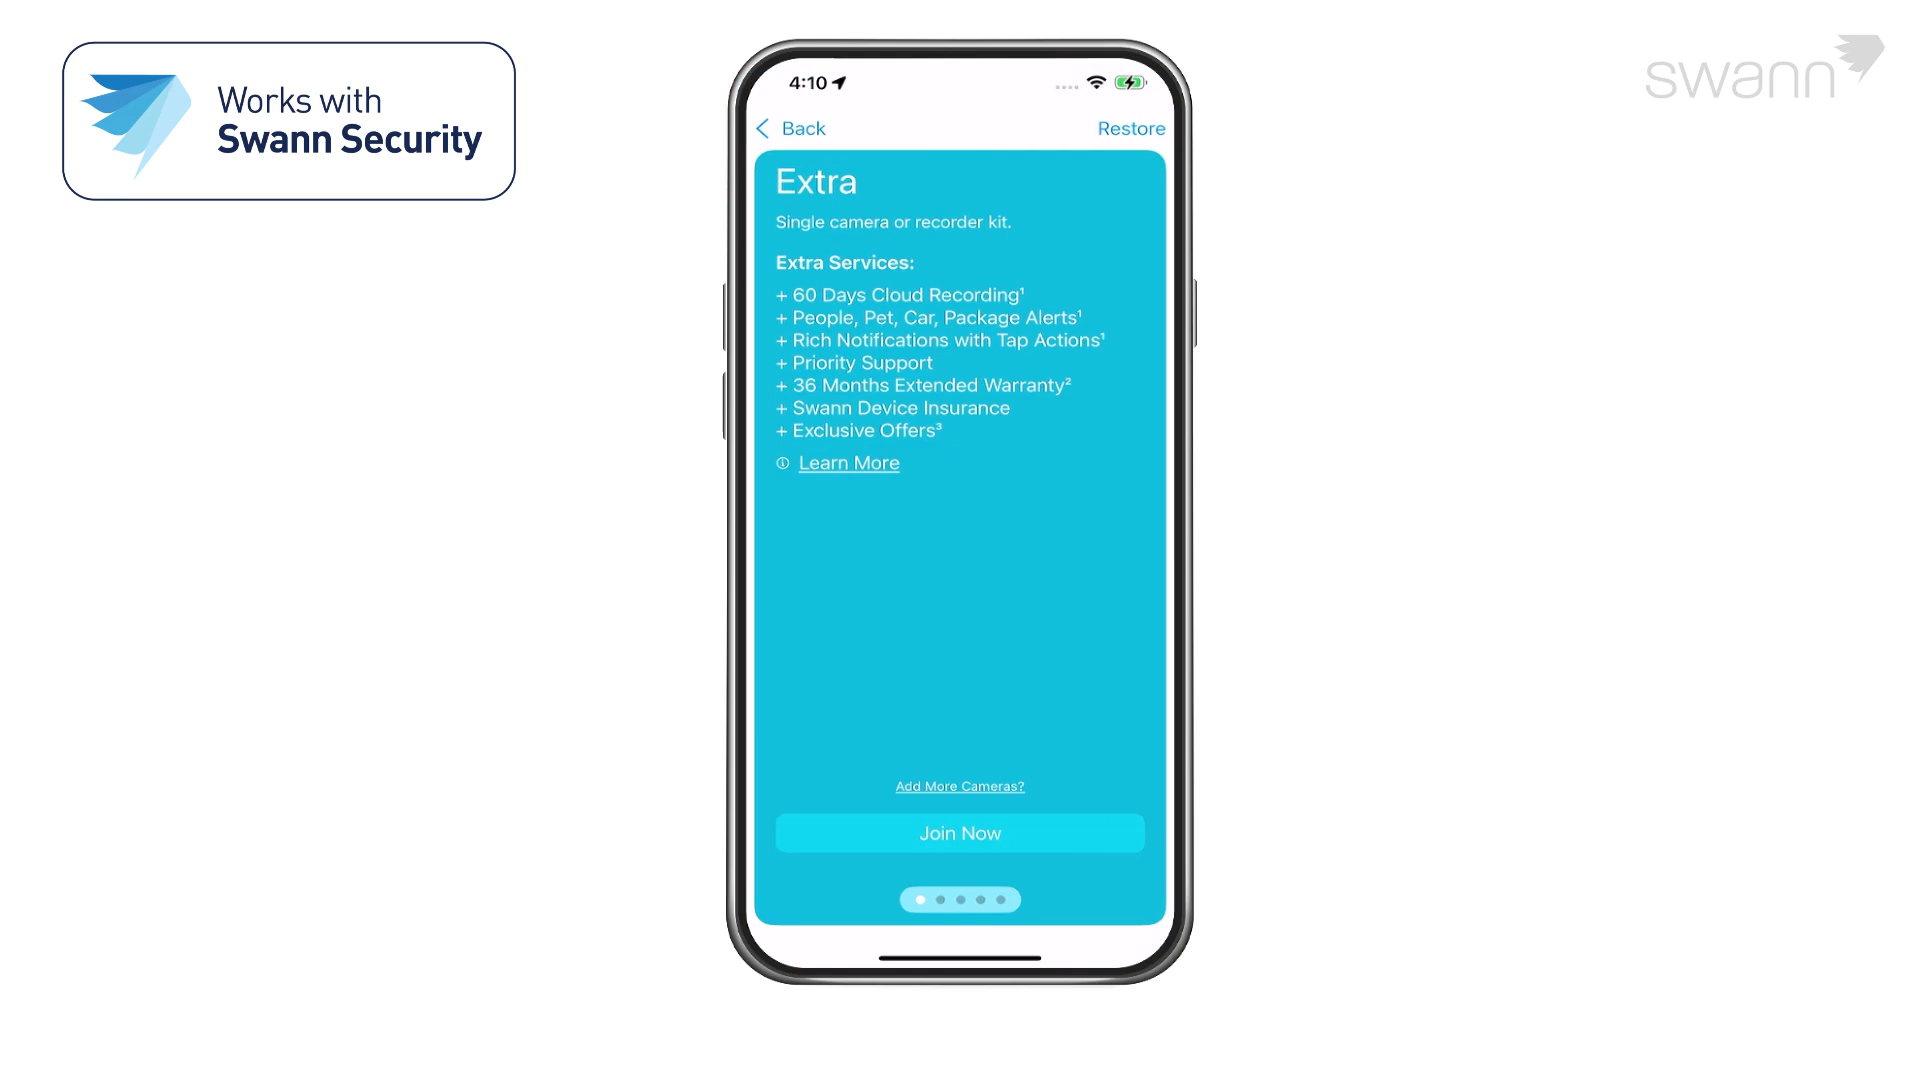 Works with
Swann Security
swann
4:10
Back
Restore
Extra
Single camera or recorder kit.
Extra Services:
+ 60 Days Cloud Recording¹
+ People, Pet, Car, Package Alerts¹
+ Rich Notifications with Tap Actions¹
+ Priority Support
+ 36 Months Extended Warranty²
+ Swann Device Insurance
+ Exclusive Offers³
Learn More
Add More Cameras?
Join Now